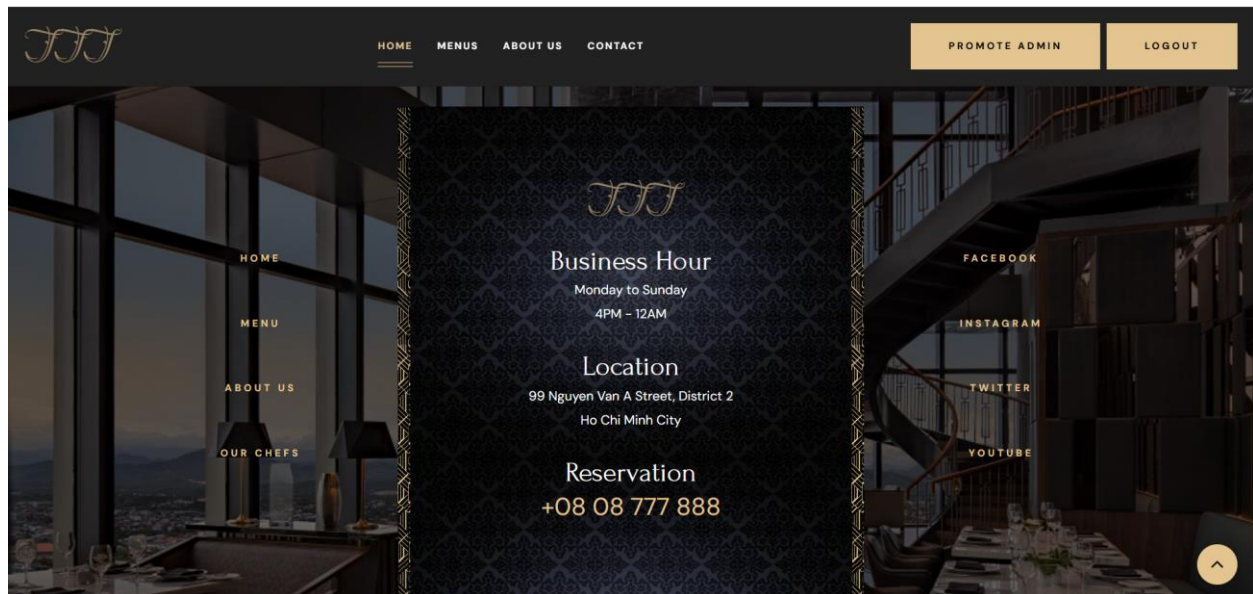 JJJ
HOME MENUS ABOUT US CONTACT
PROMOTE ADMIN
LOGOUT
HOME
MENU
ABOUT US
OUR CHEFS
JJJ
Business Hour
Monday to Sunday
4PM – 12AM
Location
99 Nguyen Van A Street, District 2
Ho Chi Minh City
Reservation
+08 08 777 888
FACEBOOK
INSTAGRAM
TWITTER
YOUTUBE